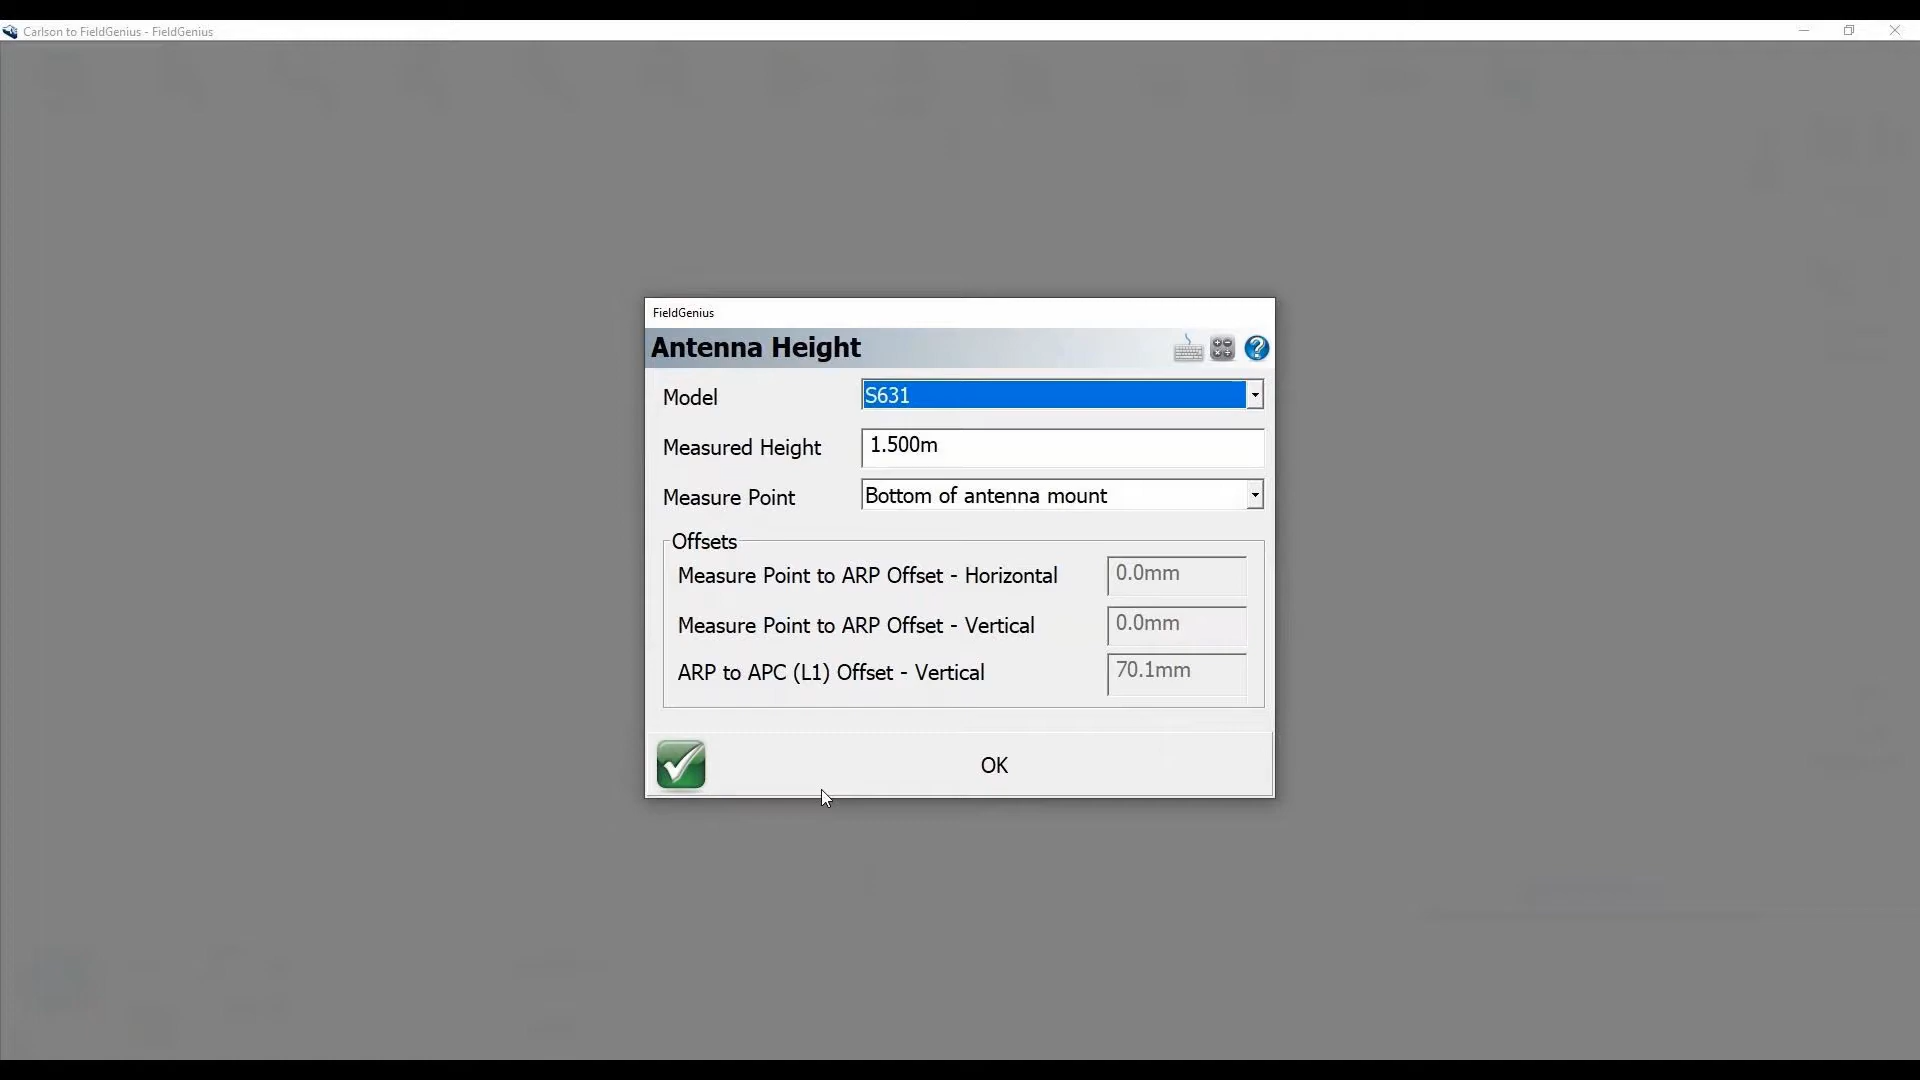 Carlson to FieldGenius - FieldGenius
FieldGenius
Antenna Height
Model S631
Measured Height 1.500m
Measure Point Bottom of antenna mount
Offsets
Measure Point to ARP Offset - Horizontal 0.0mm
Measure Point to ARP Offset - Vertical 0.0mm
ARP to APC (L1) Offset - Vertical 70.1mm
OK